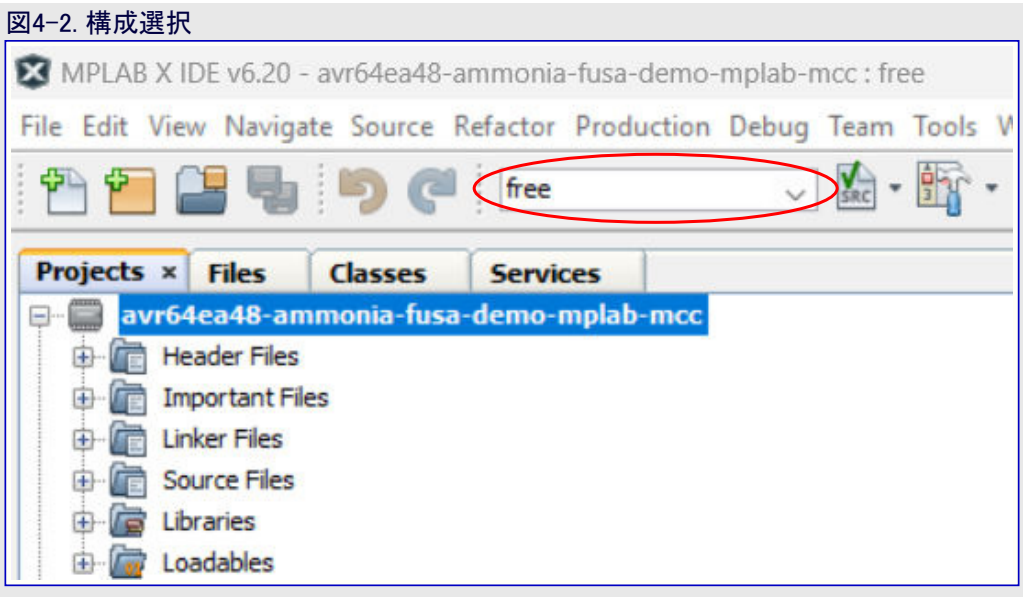 図4-2. 構成選択
MPLAB X IDE v6.20 - avr64ea48-ammonia-fusa-demo-mplab-mcc : free
File Edit View Navigate Source Refactor Production Debug Team Tools
free
SRC
3
Projects × Files Classes Services
avr64ea48-ammonia-fusa-demo-mplab-mcc
Header Files
Important Files
Linker Files
Source Files
Libraries
Loadables